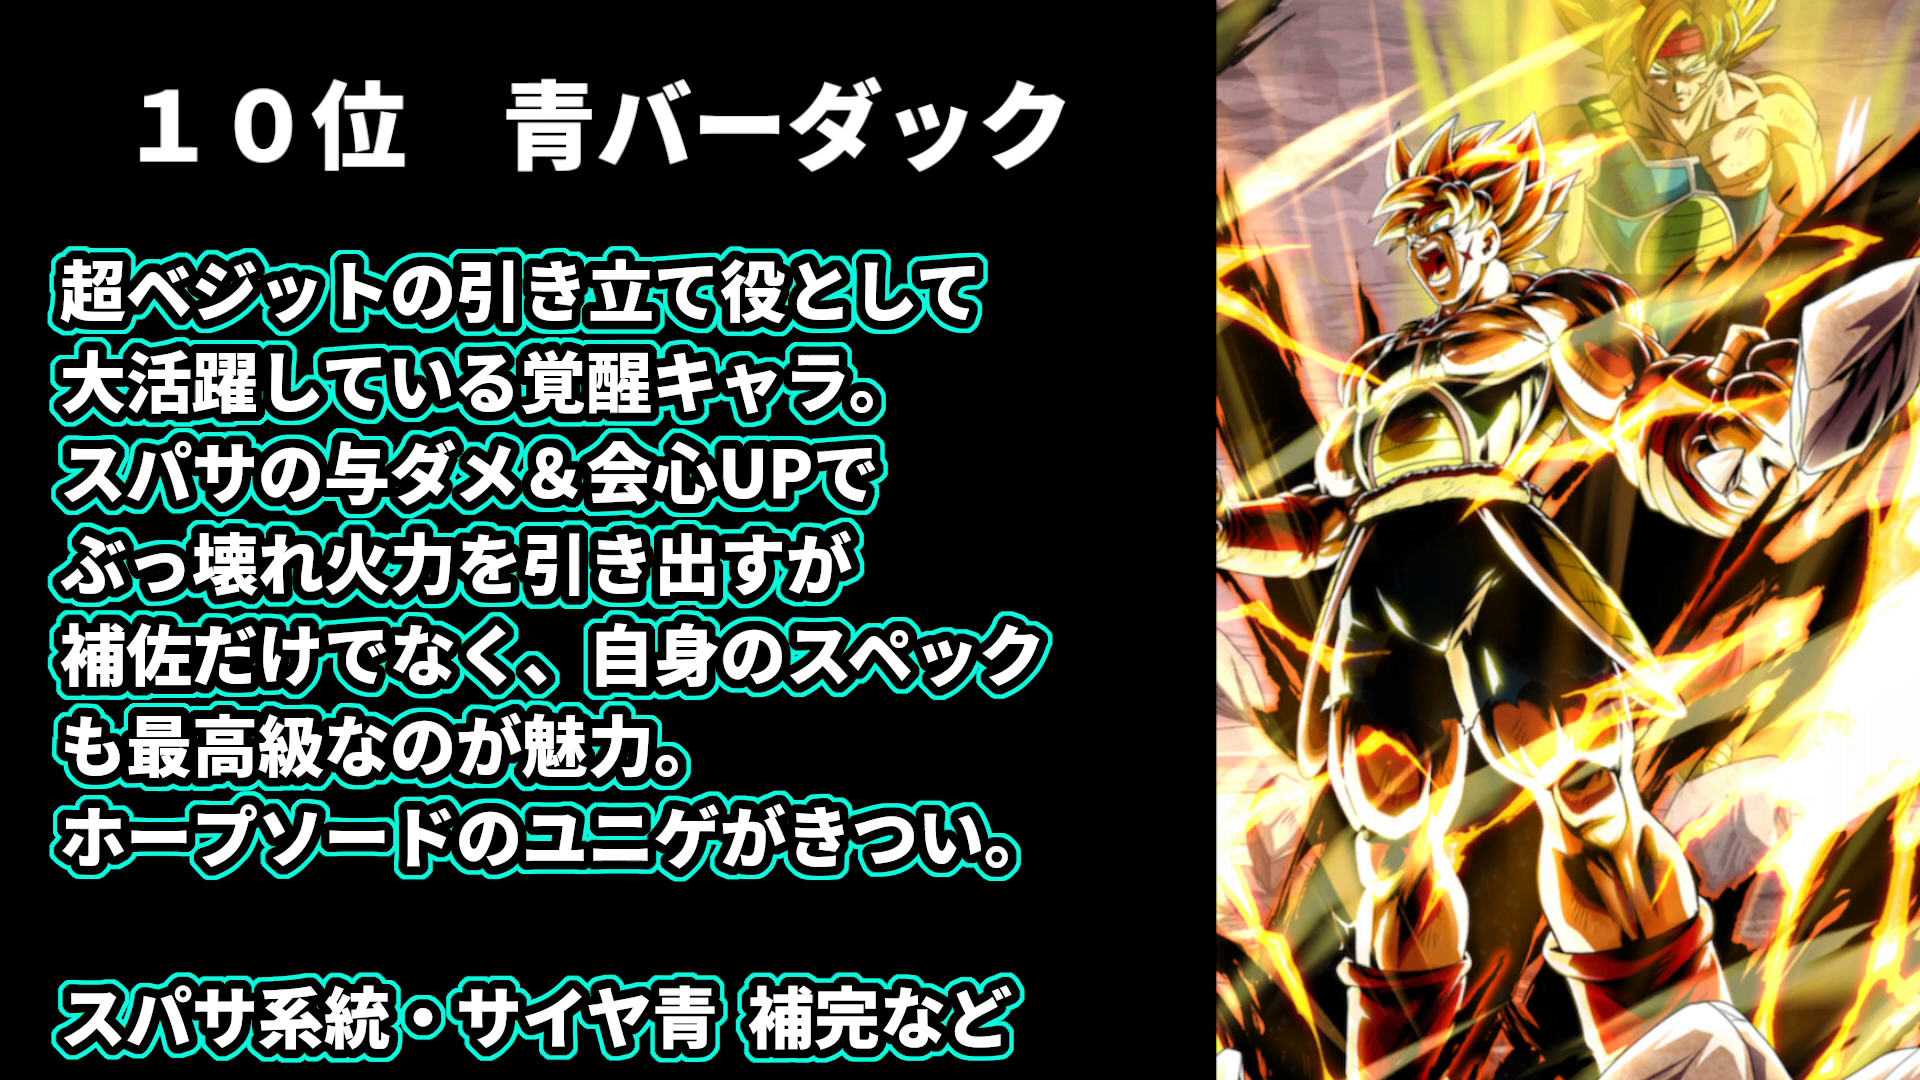 １０位　青バーダック
超ベジットの引き立て役として
大活躍している覚醒キャラ。
スパサの与ダメ＆会心UPで
ぶっ壊れ火力を引き出すが
補佐だけでなく、自身のスペック
も最高級なのが魅力。
ホープソードのユニゲがきつい。
スパサ系統・サイヤ青 補完など